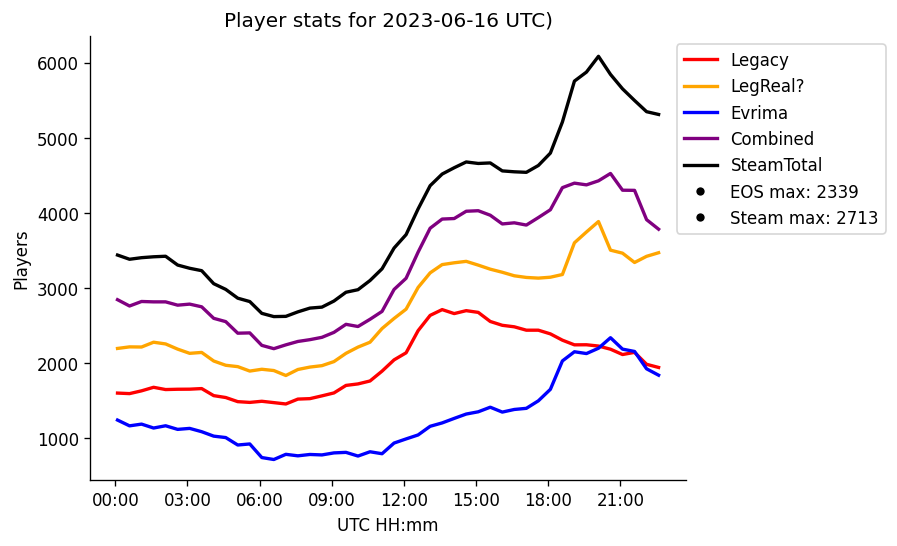 Player stats for 2023-06-16 UTC)
6000
5000
4000
3000
2000
1000
Players
00:00 03:00 06:00 09:00 12:00 15:00 18:00 21:00
UTC HH:mm
Legacy
LegReal?
Evrima
Combined
SteamTotal
EOS max: 2339
Steam max: 2713